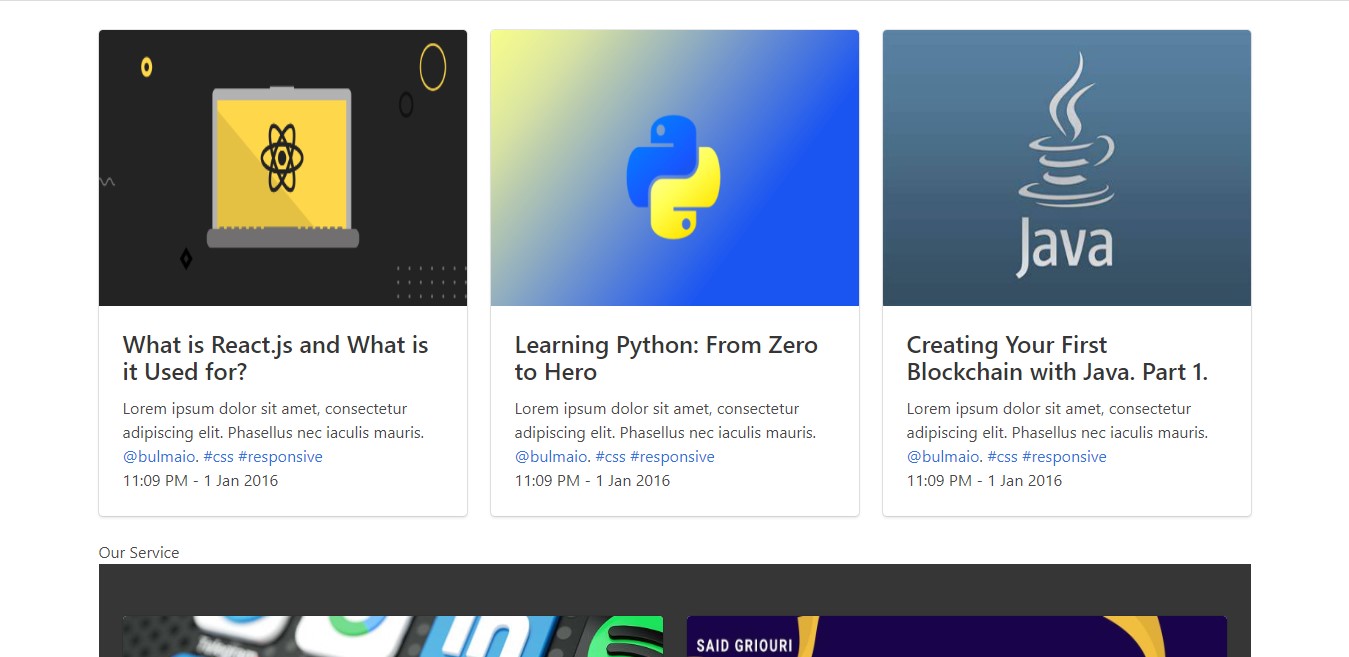 Java
What is React.js and What is
it Used for?
Lorem ipsum dolor sit amet, consectetur
adipiscing elit. Phasellus nec iaculis mauris.
@bulmaio. #css #responsive
11:09 PM - 1 Jan 2016
Learning Python: From Zero
to Hero
Lorem ipsum dolor sit amet, consectetur
adipiscing elit. Phasellus nec iaculis mauris.
@bulmaio. #css #responsive
11:09 PM - 1 Jan 2016
Creating Your First
Blockchain with Java. Part 1.
Lorem ipsum dolor sit amet, consectetur
adipiscing elit. Phasellus nec iaculis mauris.
@bulmaio. #css #responsive
11:09 PM - 1 Jan 2016
Our Service
Telegram
in
SAID GRIOURI